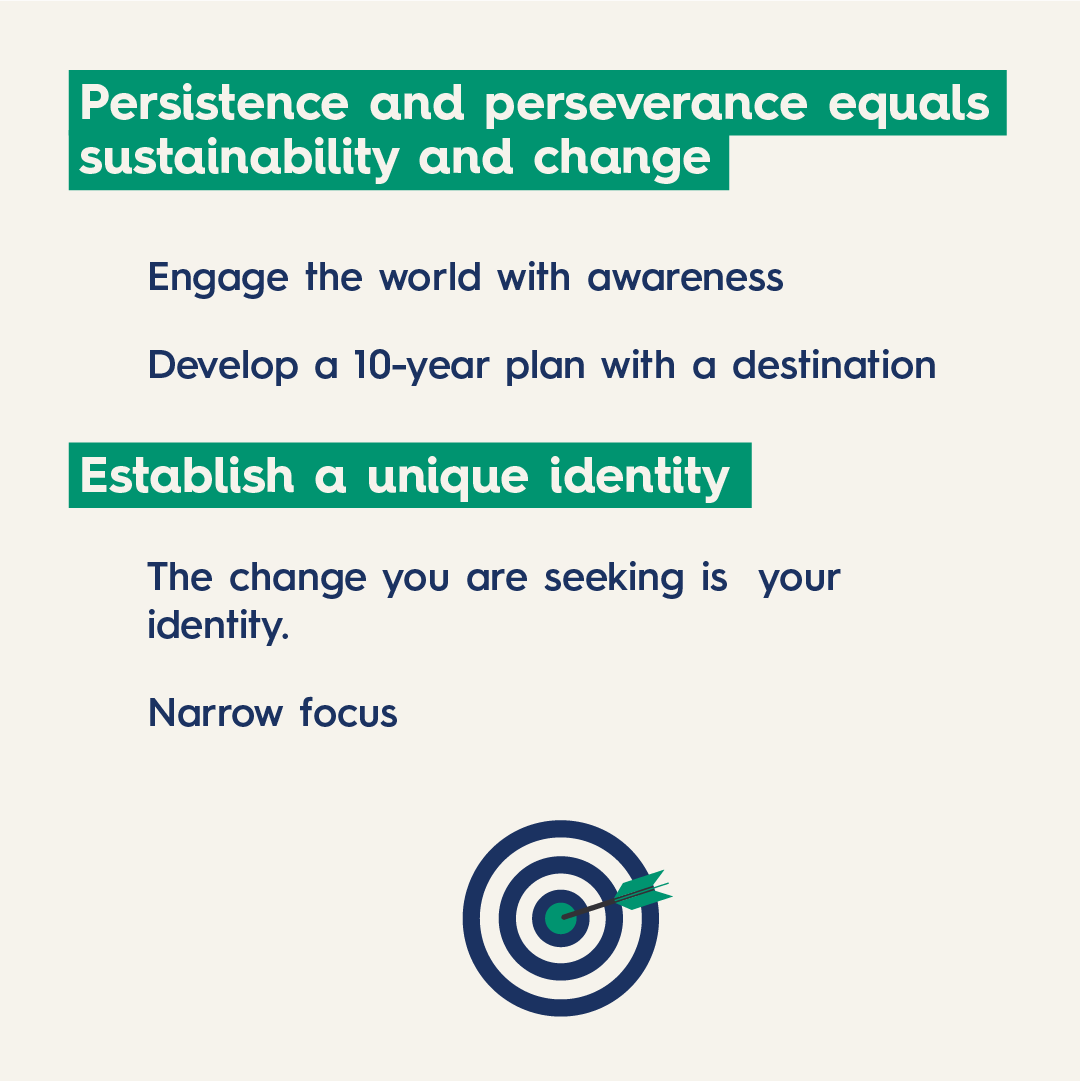 Persistence and perseverance equals
sustainability and change
Engage the world with awareness
Develop a 10-year plan with a destination
Establish a unique identity
The change you are seeking is  your
identity.
Narrow focus